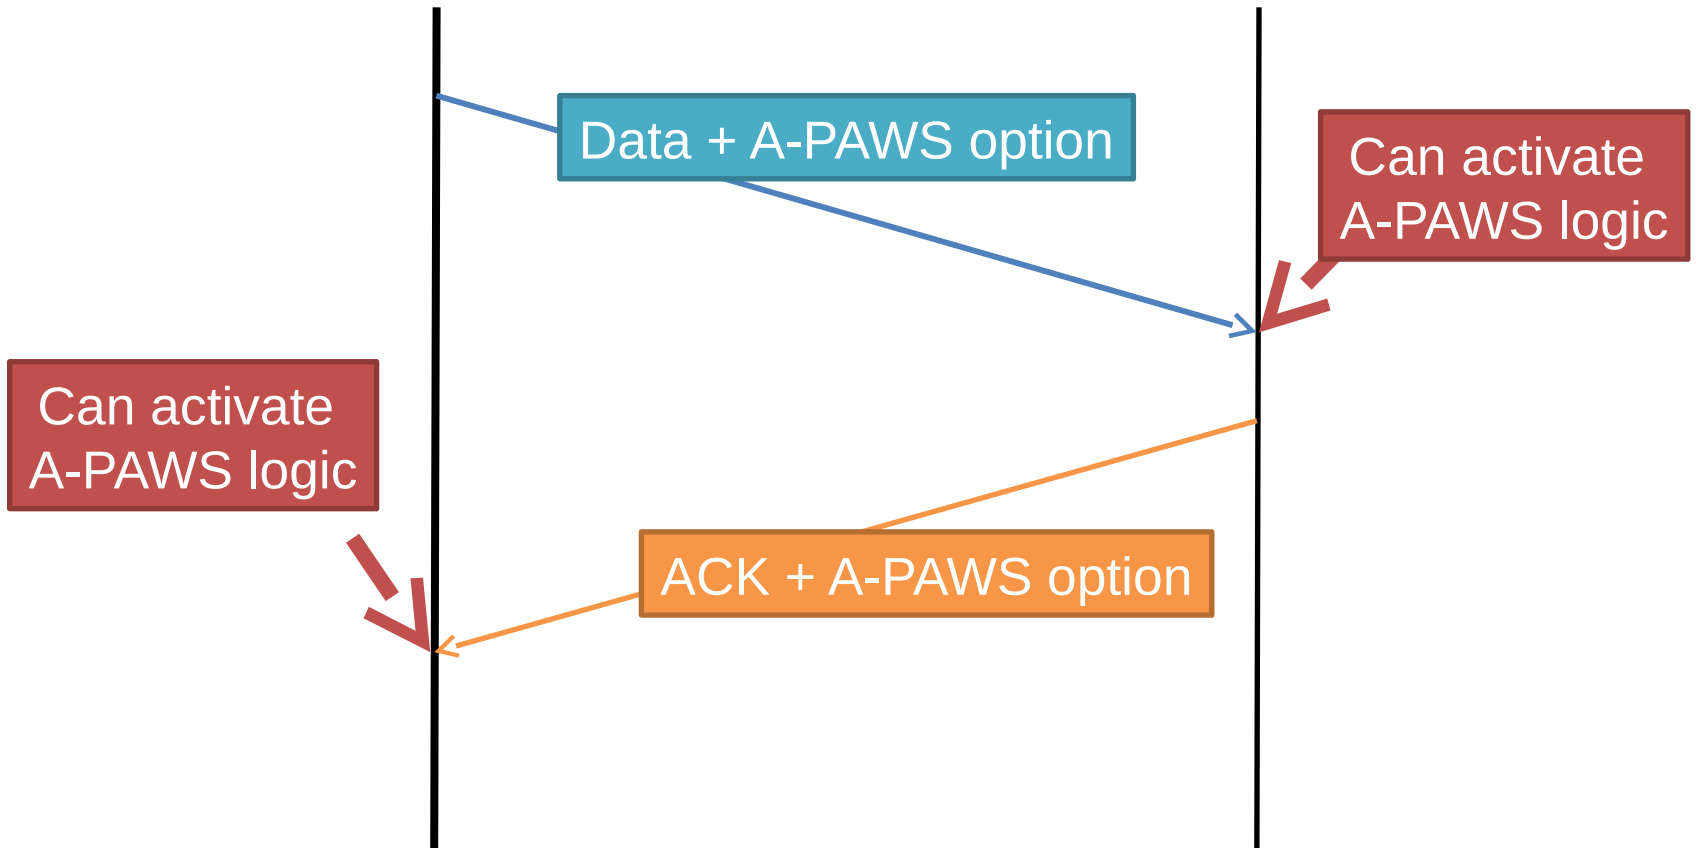 Data + A-PAWS option
Can activate
A-PAWS logic
Can activate
A-PAWS logic
ACK + A-PAWS option